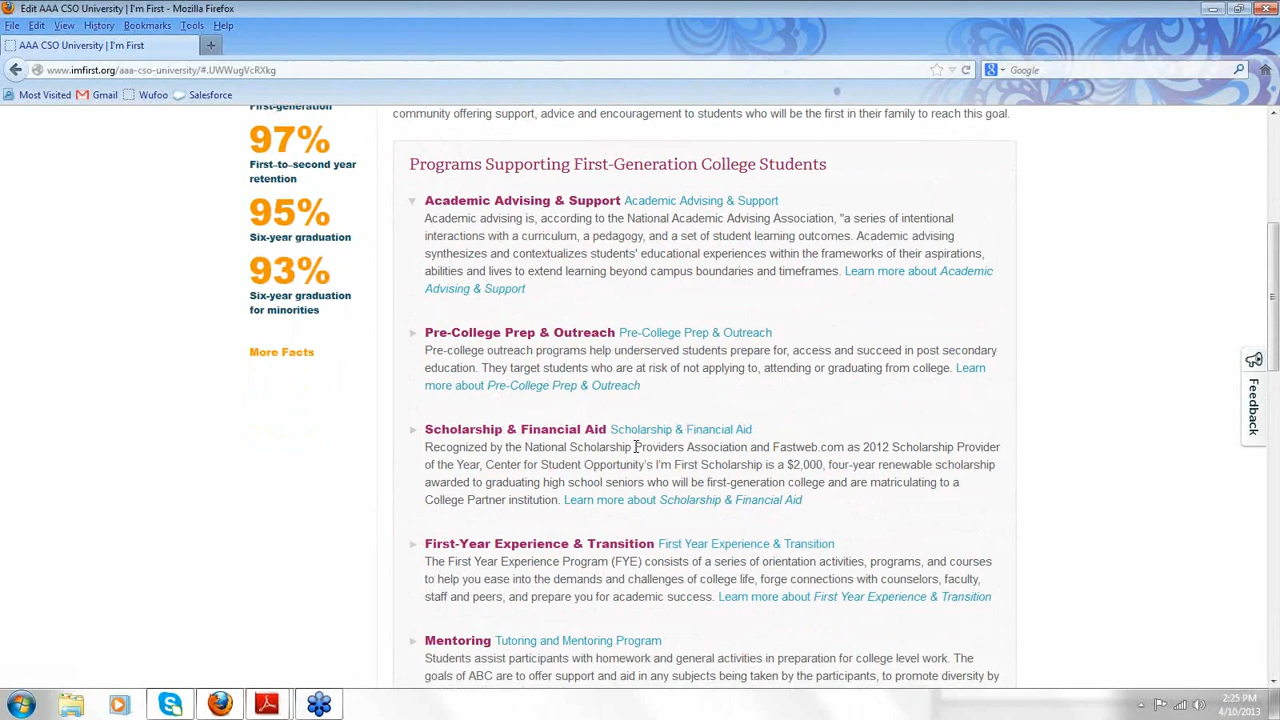 Edit AAA CSO University | I'm First - Mozilla Firefox
File Edit View History Bookmarks Tools Help
AAA CSO University | I'm First
www.imfirst.org/aaa-cso-university/#.UWWugVcRXkg
Google
Most Visited Gmail Wufoo Salesforce
First-generation
97%
First-to-second year
retention
95%
Six-year graduation
93%
Six-year graduation
for minorities
More Facts
community offering support, advice and encouragement to students who will be the first in their family to reach this goal.
Programs Supporting First-Generation College Students
Academic Advising & Support Academic Advising & Support
Academic advising is, according to the National Academic Advising Association, "a series of intentional
interactions with a curriculum, a pedagogy, and a set of student learning outcomes. Academic advising
synthesizes and contextualizes students' educational experiences within the frameworks of their aspirations,
abilities and lives to extend learning beyond campus boundaries and timeframes. Learn more about Academic
Advising & Support
Pre-College Prep & Outreach Pre-College Prep & Outreach
Pre-college outreach programs help underserved students prepare for, access and succeed in post secondary
education. They target students who are at risk of not applying to, attending or graduating from college. Learn
more about Pre-College Prep & Outreach
Scholarship & Financial Aid Scholarship & Financial Aid
Recognized by the National Scholarship Providers Association and Fastweb.com as 2012 Scholarship Provider
of the Year, Center for Student Opportunity's I'm First Scholarship is a $2,000, four-year renewable scholarship
awarded to graduating high school seniors who will be first-generation college and are matriculating to a
College Partner institution. Learn more about Scholarship & Financial Aid
First-Year Experience & Transition First Year Experience & Transition
The First Year Experience Program (FYE) consists of a series of orientation activities, programs, and courses
to help you ease into the demands and challenges of college life, forge connections with counselors, faculty,
staff and peers, and prepare you for academic success. Learn more about First Year Experience & Transition
Mentoring Tutoring and Mentoring Program
Students assist participants with homework and general activities in preparation for college level work. The
goals of ABC are to offer support and aid in any subjects being taken by the participants, to promote diversity by
Feedback
2:25 PM
4/10/2013